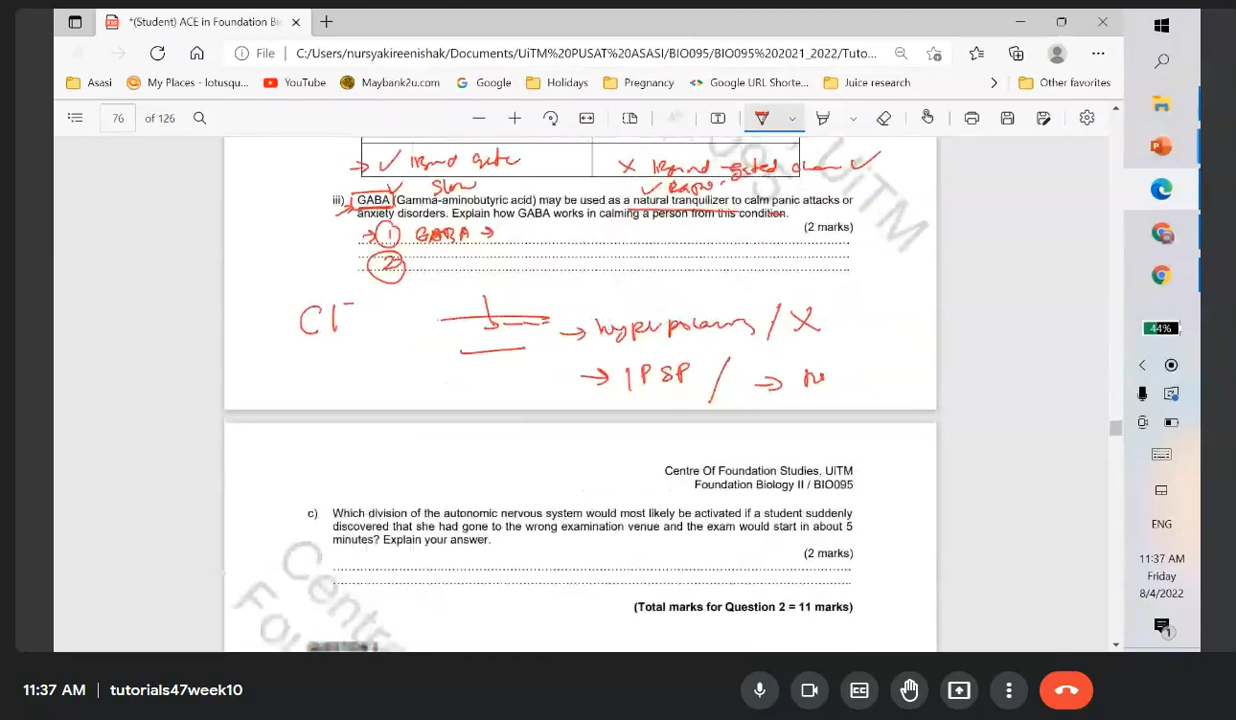 *(Student) ACE in Foundation Bi
File C:/Users/nursyakireenishak/Documents/UiTM%20PUSAT%20ASASI/BIO095/BIO095%202021_2022/Tuto...
Asasi My Places - lotusqu... YouTube Maybank2u.com Google Holidays Pregnancy Google URL Shorte... Juice research Other favorites
76 of 126
→ ✓ ligand gate X ligand-gated ✓
slow ✓ Rapid
iii) GABA (Gamma-aminobutyric acid) may be used as a natural tranquilizer to calm panic attacks or
anxiety disorders. Explain how GABA works in calming a person from this condition.
(2 marks)
→ 1 GABA →
2
Cl⁻
→ / X
→ IPSP / →
44%
Centre Of Foundation Studies, UiTM
Foundation Biology II / BIO095
c) Which division of the autonomic nervous system would most likely be activated if a student suddenly
discovered that she had gone to the wrong examination venue and the exam would start in about 5
minutes? Explain your answer.
(2 marks)
(Total marks for Question 2 = 11 marks)
UiTM
Centre
Fou
ENG
11:37 AM
Friday
8/4/2022
1
11:37 AM | tutorials47week10